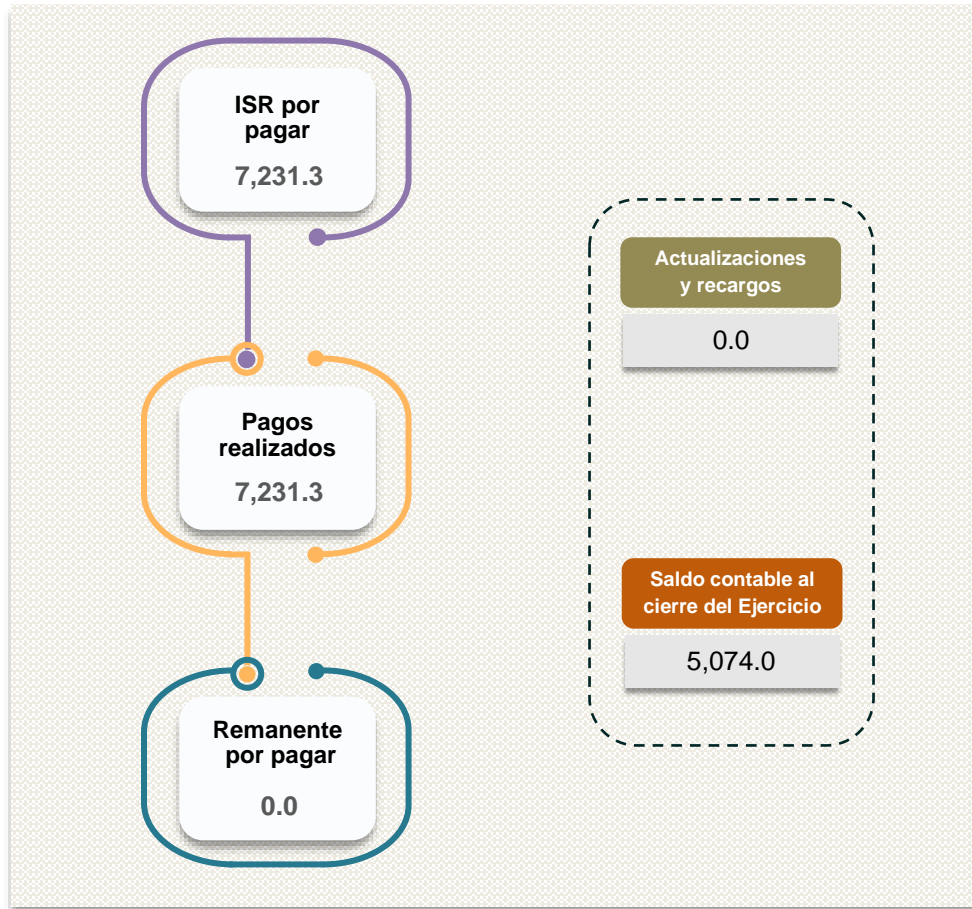 ISR por
pagar
7,231.3
Pagos
realizados
7,231.3
Remanente
por pagar
0.0
Actualizaciones
y recargos
0.0
Saldo contable al
cierre del Ejercicio
5,074.0